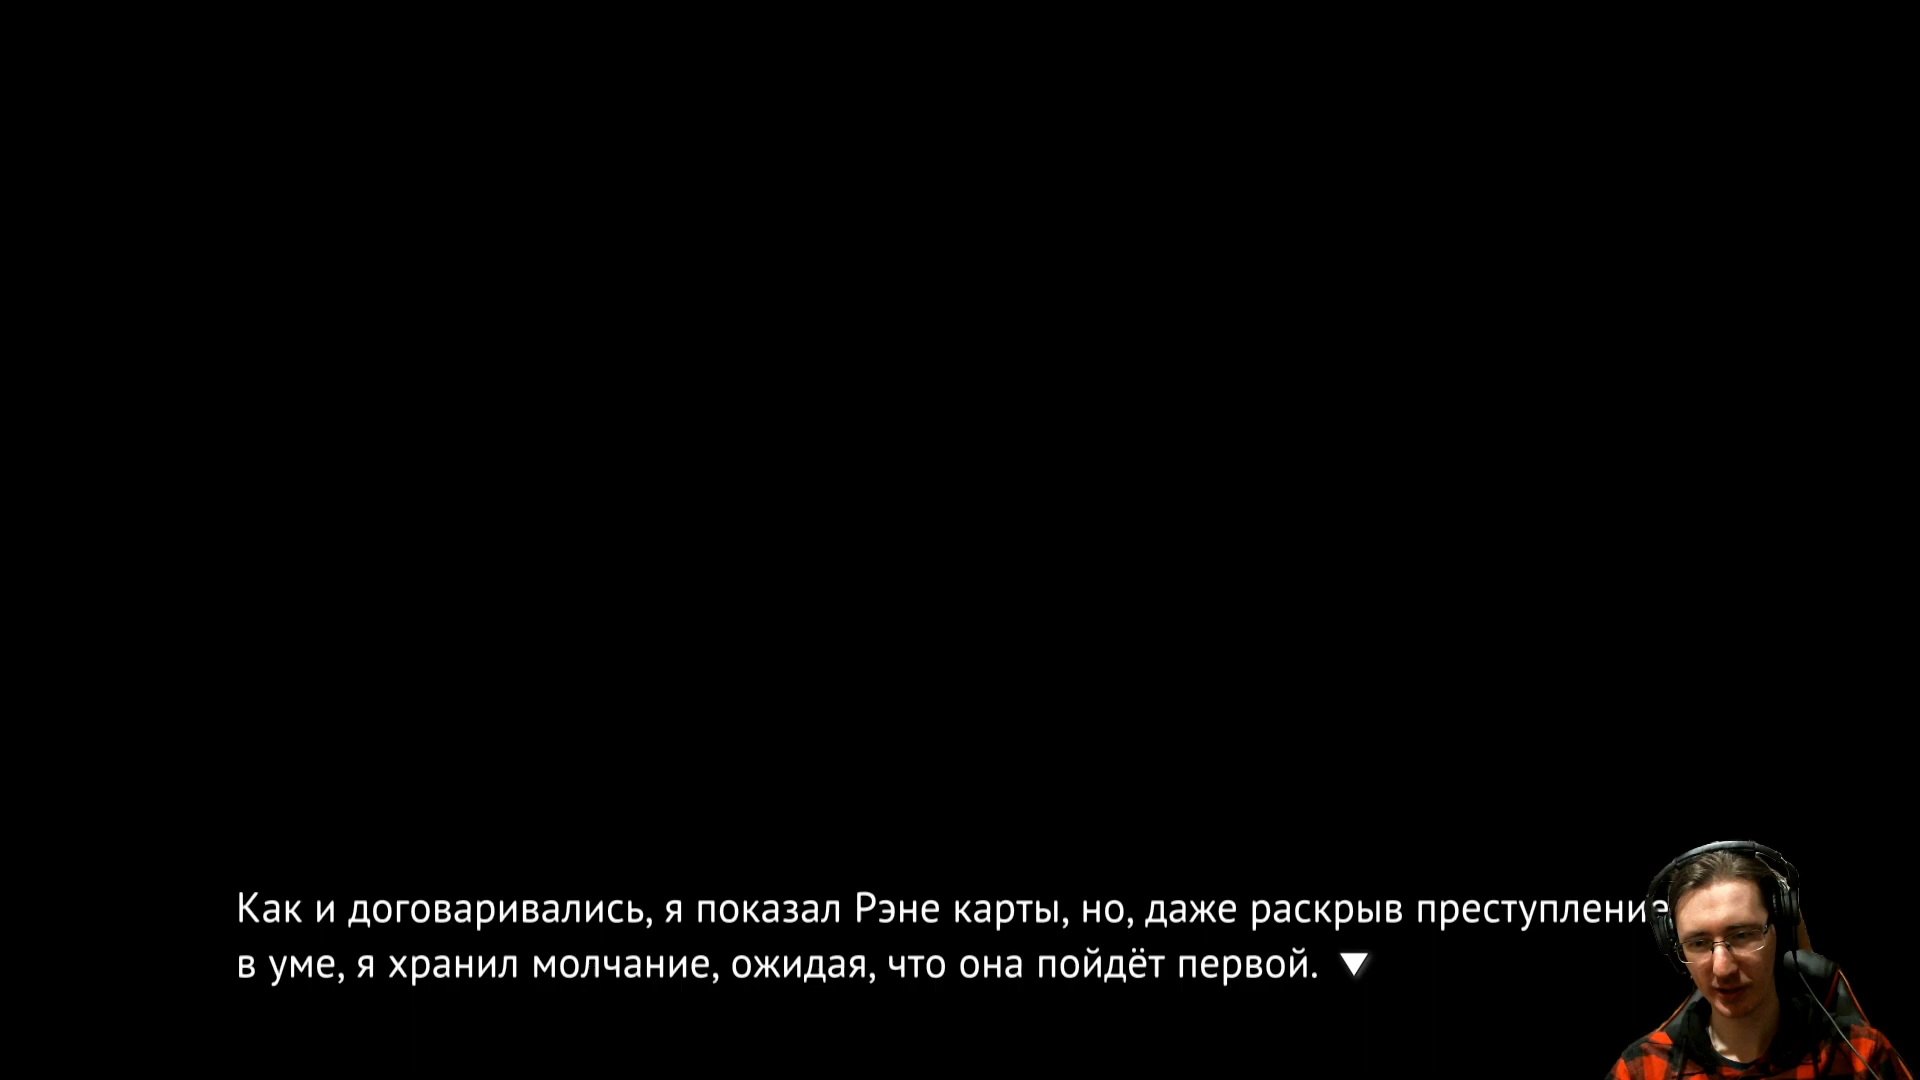 Как и договаривались, я показал Рэне карты, но, даже раскрыв преступление
в уме, я хранил молчание, ожидая, что она пойдёт первой.